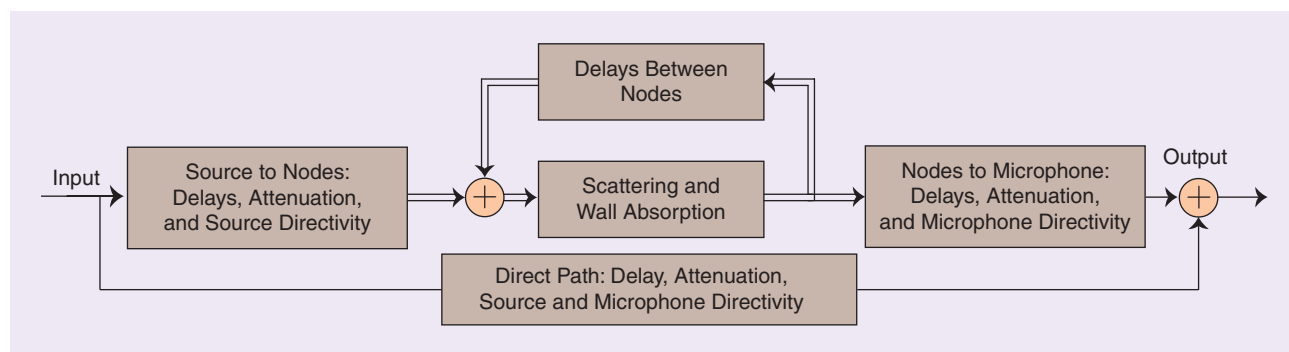 Delays Between
Nodes
Input
Source to Nodes:
Delays, Attenuation,
and Source Directivity
Scattering and
Wall Absorption
Nodes to Microphone:
Delays, Attenuation,
and Microphone Directivity
Output
Direct Path: Delay, Attenuation,
Source and Microphone Directivity